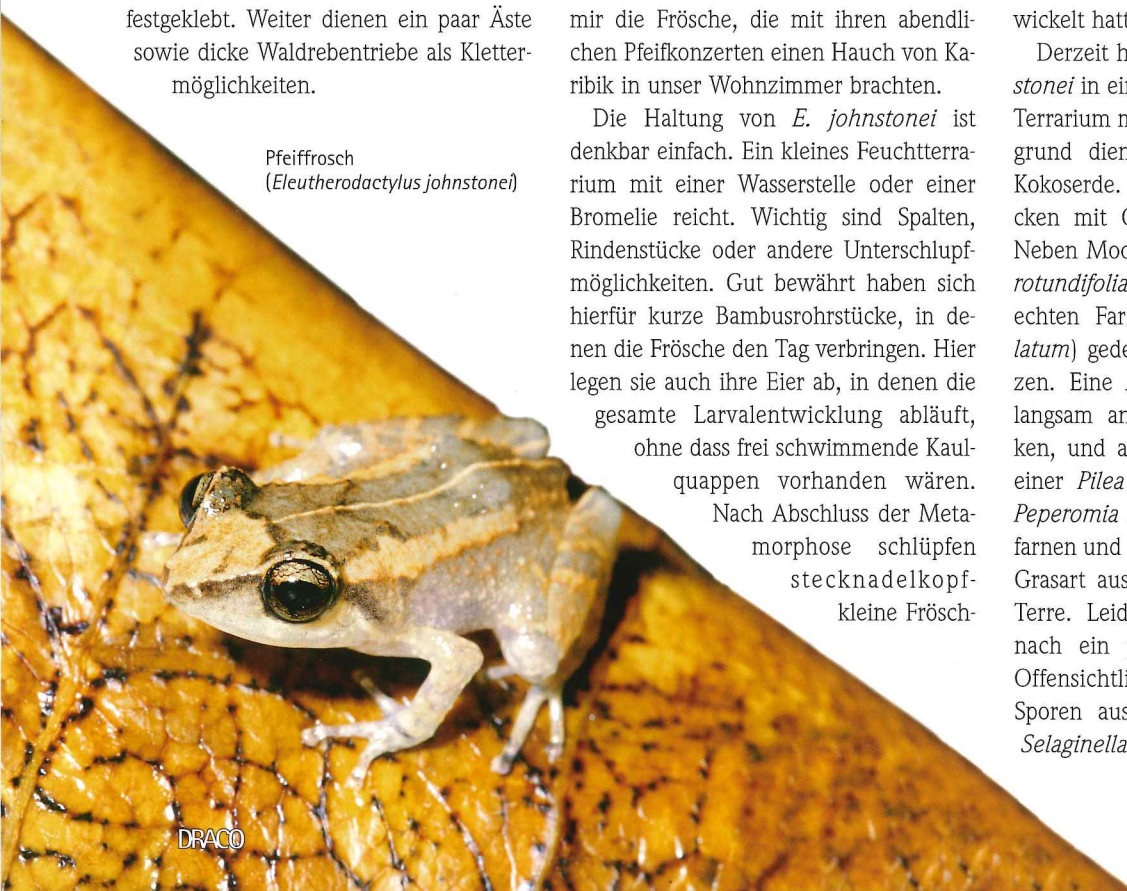 festgeklebt. Weiter dienen ein paar Äste
sowie dicke Waldrebentriebe als Kletter-
möglichkeiten.
Pfeiffrosch
(Eleutherodactylus johnstonei)
mir die Frösche, die mit ihren abendli-
chen Pfeifkonzerten einen Hauch von Ka-
ribik in unser Wohnzimmer brachten.
Die Haltung von E. johnstonei ist
denkbar einfach. Ein kleines Feuchtterra-
rium mit einer Wasserstelle oder einer
Bromelie reicht. Wichtig sind Spalten,
Rindenstücke oder andere Unterschlupf-
möglichkeiten. Gut bewährt haben sich
hierfür kurze Bambusrohrstücke, in de-
nen die Frösche den Tag verbringen. Hier
legen sie auch ihre Eier ab, in denen die
gesamte Larvalentwicklung abläuft,
ohne dass frei schwimmende Kaul-
quappen vorhanden wären.
Nach Abschluss der Meta-
morphose schlüpfen
stecknadelkopf-
kleine Frösch-
wickelt hatt
Derzeit h
stonei in ein
Terrarium m
grund dien
Kokoserde.
cken mit
Neben Moo
rotundifolia
echten Far
latum) gede
zen. Eine
langsam an
ken, und a
einer Pilea
Peperomia
farnen und
Grasart aus
Terre. Leid
nach ein
Offensichtli
Sporen aus
Selaginella
DRACO